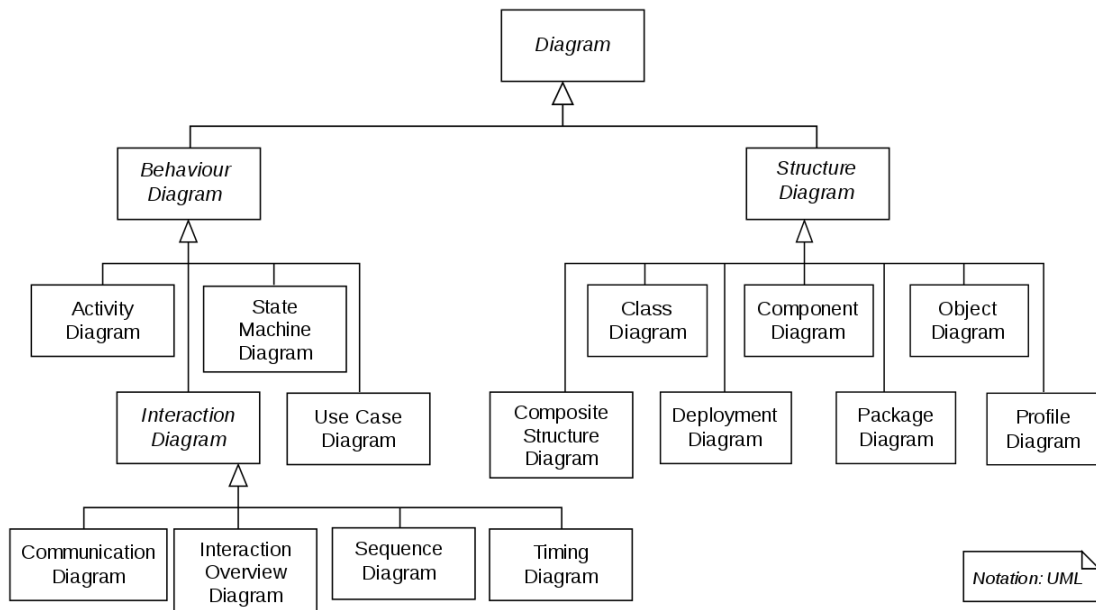 Diagram
Behaviour
Diagram
Structure
Diagram
Activity
Diagram
State
Machine
Diagram
Class
Diagram
Component
Diagram
Object
Diagram
Interaction
Diagram
Use Case
Diagram
Composite
Structure
Diagram
Deployment
Diagram
Package
Diagram
Profile
Diagram
Communication
Diagram
Interaction
Overview
Diagram
Sequence
Diagram
Timing
Diagram
Notation: UML